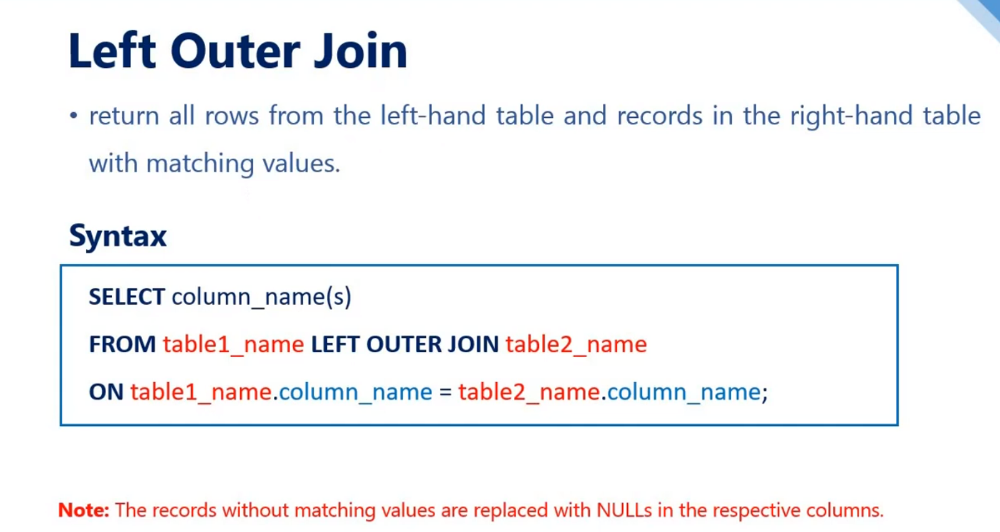 Left Outer Join
• return all rows from the left-hand table and records in the right-hand table
with matching values.
Syntax
SELECT column_name(s)
FROM table1_name LEFT OUTER JOIN table2_name
ON table1_name.column_name = table2_name.column_name;
Note: The records without matching values are replaced with NULLs in the respective columns.